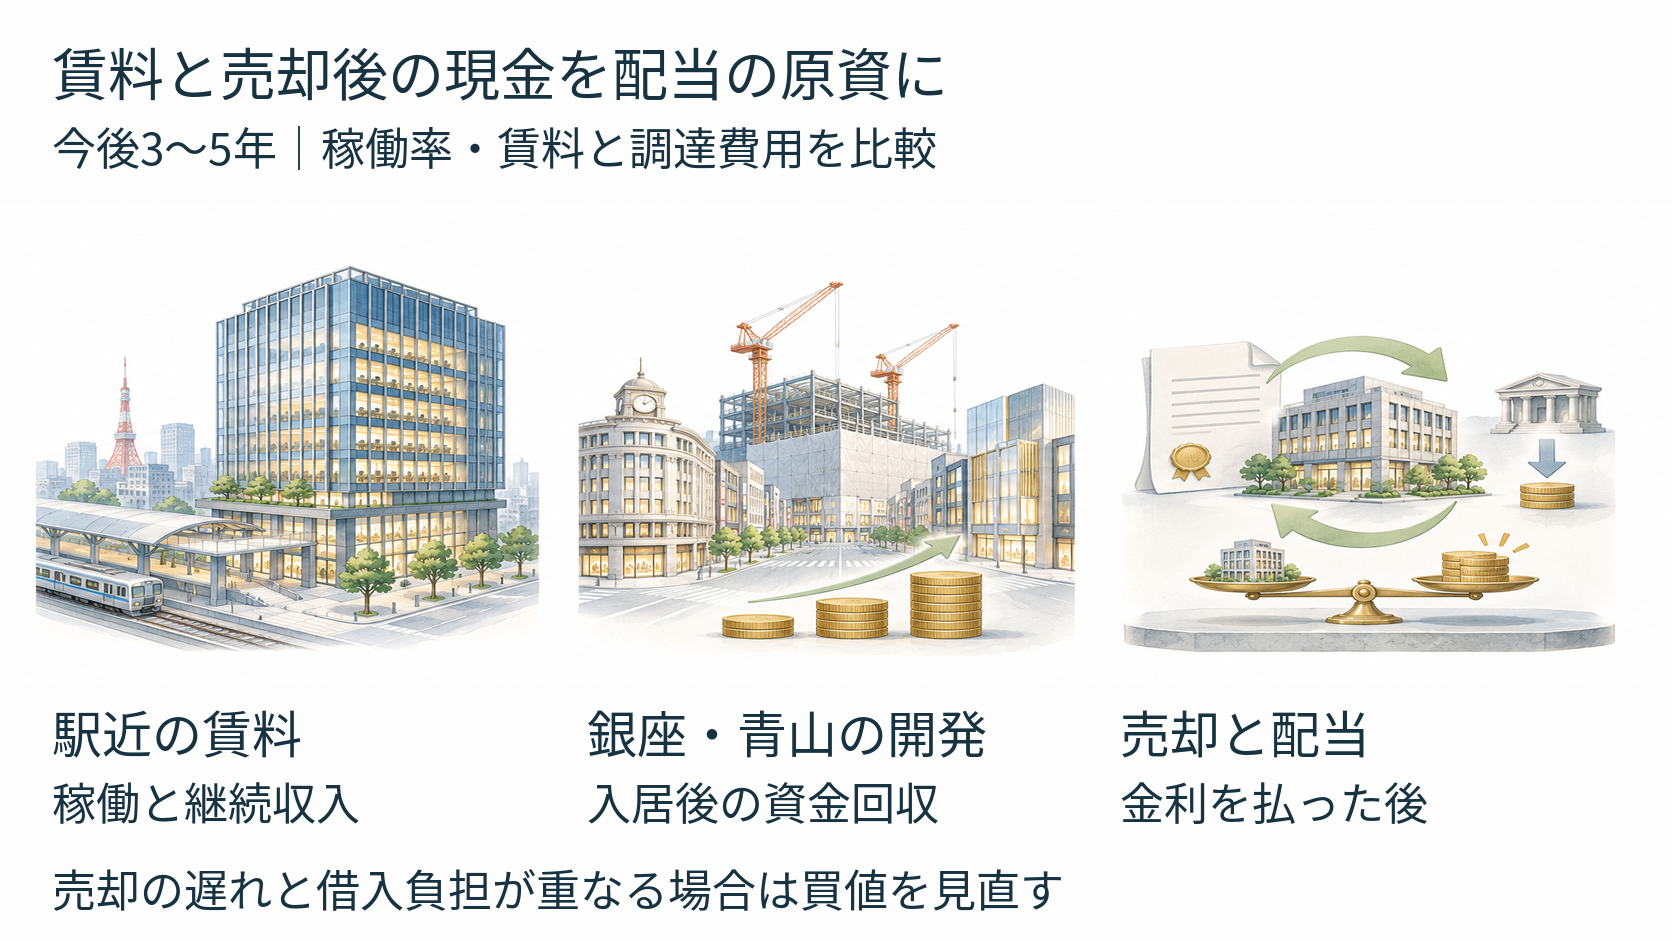 賃料と売却後の現金を配当の原資に
今後3〜5年｜稼働率・賃料と調達費用を比較
駅近の賃料
稼働と継続収入
銀座・青山の開発
入居後の資金回収
売却と配当
金利を払った後
売却の遅れと借入負担が重なる場合は買値を見直す